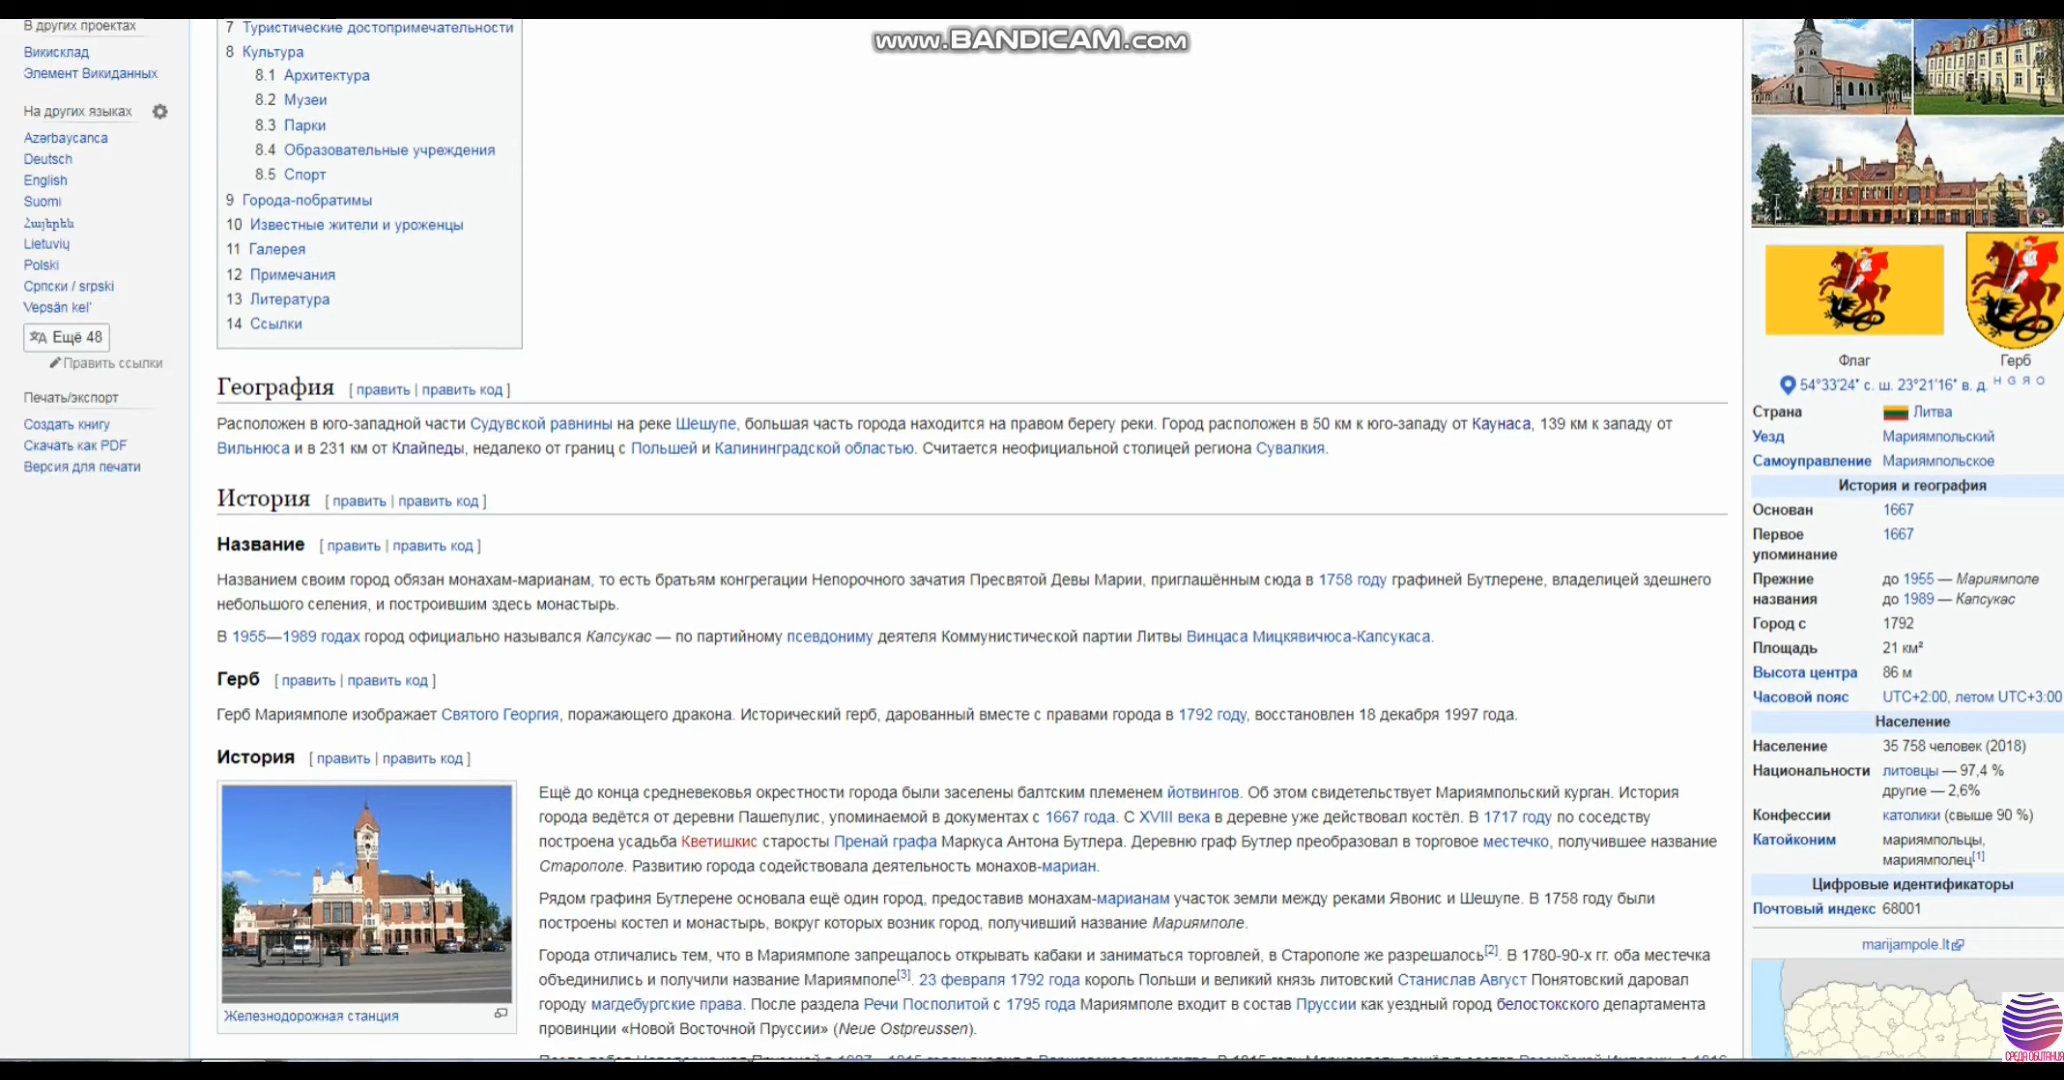 www.BANDICAM.com
В других проектах
Викисклад
Элемент Викиданных
На других языках
Azərbaycanca
Deutsch
English
Suomi
Հայերեն
Lietuvių
Polski
Српски / srpski
Vepsän kel'
Ещё 48
Править ссылки
Печать/экспорт
Создать книгу
Скачать как PDF
Версия для печати
7 Туристические достопримечательности
8 Культура
8.1 Архитектура
8.2 Музеи
8.3 Парки
8.4 Образовательные учреждения
8.5 Спорт
9 Города-побратимы
10 Известные жители и уроженцы
11 Галерея
12 Примечания
13 Литература
14 Ссылки
География [ править | править код ]
Расположен в юго-западной части Судувской равнины на реке Шешупе, большая часть города находится на правом берегу реки. Город расположен в 50 км к юго-западу от Каунаса, 139 км к западу от
Вильнюса и в 231 км от Клайпеды, недалеко от границ с Польшей и Калининградской областью. Считается неофициальной столицей региона Сувалкия.
История [ править | править код ]
Название [ править | править код ]
Названием своим город обязан монахам-марианам, то есть братьям конгрегации Непорочного зачатия Пресвятой Девы Марии, приглашённым сюда в 1758 году графиней Бутлерене, владелицей здешнего
небольшого селения, и построившим здесь монастырь.
В 1955—1989 годах город официально назывался Капсукас — по партийному псевдониму деятеля Коммунистической партии Литвы Винцаса Мицкявичюса-Капсукаса.
Герб [ править | править код ]
Герб Мариямполе изображает Святого Георгия, поражающего дракона. Исторический герб, дарованный вместе с правами города в 1792 году, восстановлен 18 декабря 1997 года.
История [ править | править код ]
Железнодорожная станция
Ещё до конца средневековья окрестности города были заселены балтским племенем йотвингов. Об этом свидетельствует Мариямпольский курган. История
города ведётся от деревни Пашепулис, упоминаемой в документах с 1667 года. С XVIII века в деревне уже действовал костёл. В 1717 году по соседству
построена усадьба Кветишкис старосты Пренай графа Маркуса Антона Бутлера. Деревню граф Бутлер преобразовал в торговое местечко, получившее название
Старополе. Развитию города содействовала деятельность монахов-мариан.
Рядом графиня Бутлерене основала ещё один город, предоставив монахам-марианам участок земли между реками Явонис и Шешупе. В 1758 году были
построены костел и монастырь, вокруг которых возник город, получивший название Мариямполе.
Города отличались тем, что в Мариямполе запрещалось открывать кабаки и заниматься торговлей, в Старополе же разрешалось[2]. В 1780-90-х гг. оба местечка
объединились и получили название Мариямполе[3]. 23 февраля 1792 года король Польши и великий князь литовский Станислав Август Понятовский даровал
городу магдебургские права. После раздела Речи Посполитой с 1795 года Мариямполе входит в состав Пруссии как уездный город белостокского департамента
провинции «Новой Восточной Пруссии» (Neue Ostpreussen).
Флаг
Герб
54°33′24″ с. ш. 23°21′16″ в. д. H G Я O
Страна Литва
Уезд Мариямпольский
Самоуправление Мариямпольское
История и география
Основан 1667
Первое 1667
упоминание
Прежние до 1955 — Мариямполе
названия до 1989 — Капсукас
Город с 1792
Площадь 21 км²
Высота центра 86 м
Часовой пояс UTC+2:00, летом UTC+3:00
Население
Население 35 758 человек (2018)
Национальности литовцы — 97,4 %
другие — 2,6%
Конфессии католики (свыше 90 %)
Катойконим мариямпольцы,
мариямполец[1]
Цифровые идентификаторы
Почтовый индекс 68001
marijampole.lt
СРЕДА ОБИТАНИЯ